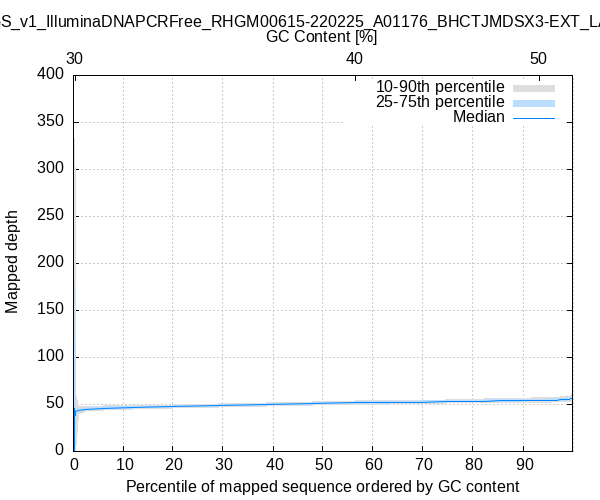 S_v1_IlluminaDNAPCRFree_RHGM00615-220225_A01176_BHCTJMDSX3-EXT_LA
GC Content [%]
30 40 50
400
10-90th percentile
25-75th percentile
Median
350
300
250
200
150
100
50
0
Mapped depth
0 10 20 30 40 50 60 70 80 90
Percentile of mapped sequence ordered by GC content